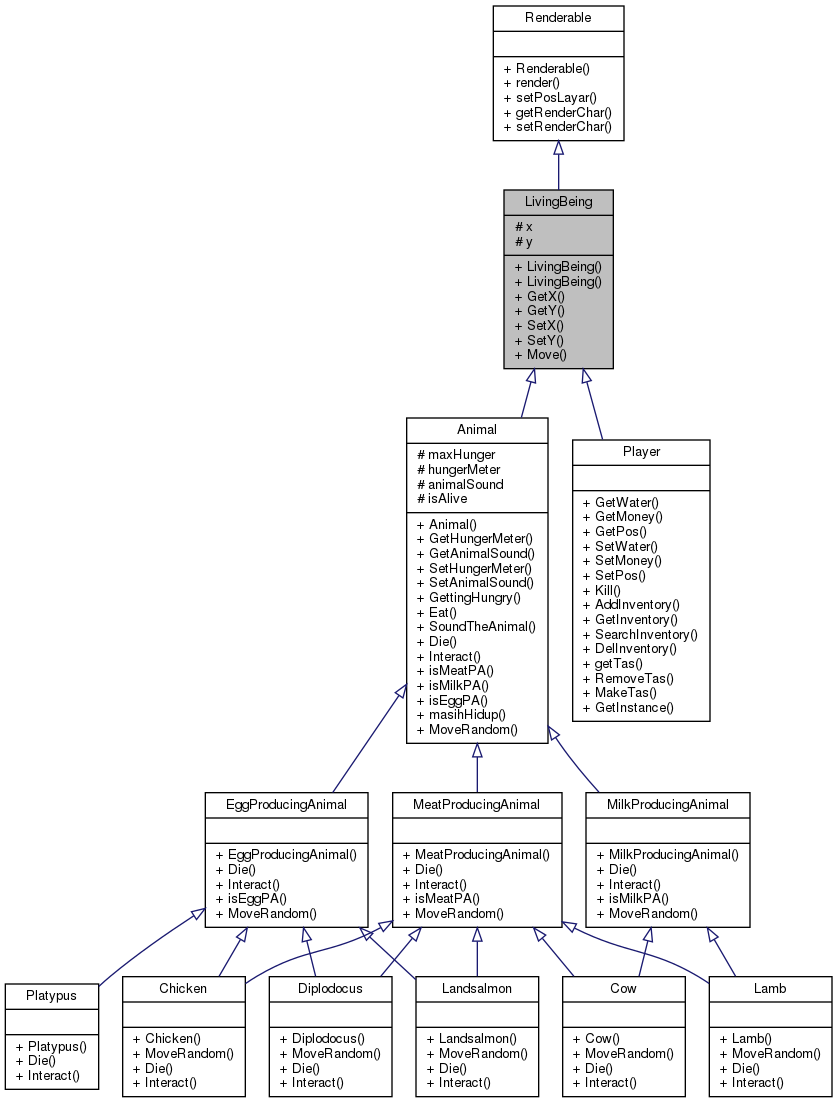 Renderable
+ Renderable()
+ render()
+ setPosLayar()
+ getRenderChar()
+ setRenderChar()
LivingBeing
# x
# y
+ LivingBeing()
+ LivingBeing()
+ GetX()
+ GetY()
+ SetX()
+ SetY()
+ Move()
Animal
# maxHunger
# hungerMeter
# animalSound
# isAlive
+ Animal()
+ GetHungerMeter()
+ GetAnimalSound()
+ SetHungerMeter()
+ SetAnimalSound()
+ GettingHungry()
+ Eat()
+ SoundTheAnimal()
+ Die()
+ Interact()
+ isMeatPA()
+ isMilkPA()
+ isEggPA()
+ masihHidup()
+ MoveRandom()
Player
+ GetWater()
+ GetMoney()
+ GetPos()
+ SetWater()
+ SetMoney()
+ SetPos()
+ Kill()
+ AddInventory()
+ GetInventory()
+ SearchInventory()
+ DelInventory()
+ getTas()
+ RemoveTas()
+ MakeTas()
+ GetInstance()
EggProducingAnimal
+ EggProducingAnimal()
+ Die()
+ Interact()
+ isEggPA()
+ MoveRandom()
MeatProducingAnimal
+ MeatProducingAnimal()
+ Die()
+ Interact()
+ isMeatPA()
+ MoveRandom()
MilkProducingAnimal
+ MilkProducingAnimal()
+ Die()
+ Interact()
+ isMilkPA()
+ MoveRandom()
Platypus
+ Platypus()
+ Die()
+ Interact()
Chicken
+ Chicken()
+ MoveRandom()
+ Die()
+ Interact()
Diplodocus
+ Diplodocus()
+ MoveRandom()
+ Die()
+ Interact()
Landsalmon
+ Landsalmon()
+ MoveRandom()
+ Die()
+ Interact()
Cow
+ Cow()
+ MoveRandom()
+ Die()
+ Interact()
Lamb
+ Lamb()
+ MoveRandom()
+ Die()
+ Interact()